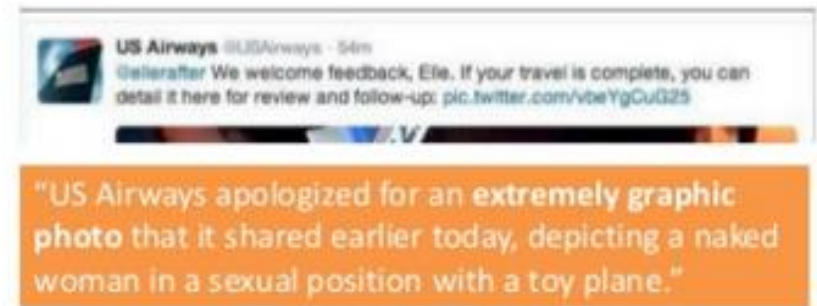 US Airways @USAirways · 54m
@ellerafter We welcome feedback, Elle. If your travel is complete, you can
detail it here for review and follow-up: pic.twitter.com/vbeYgCuG25
"US Airways apologized for an extremely graphic
photo that it shared earlier today, depicting a naked
woman in a sexual position with a toy plane."